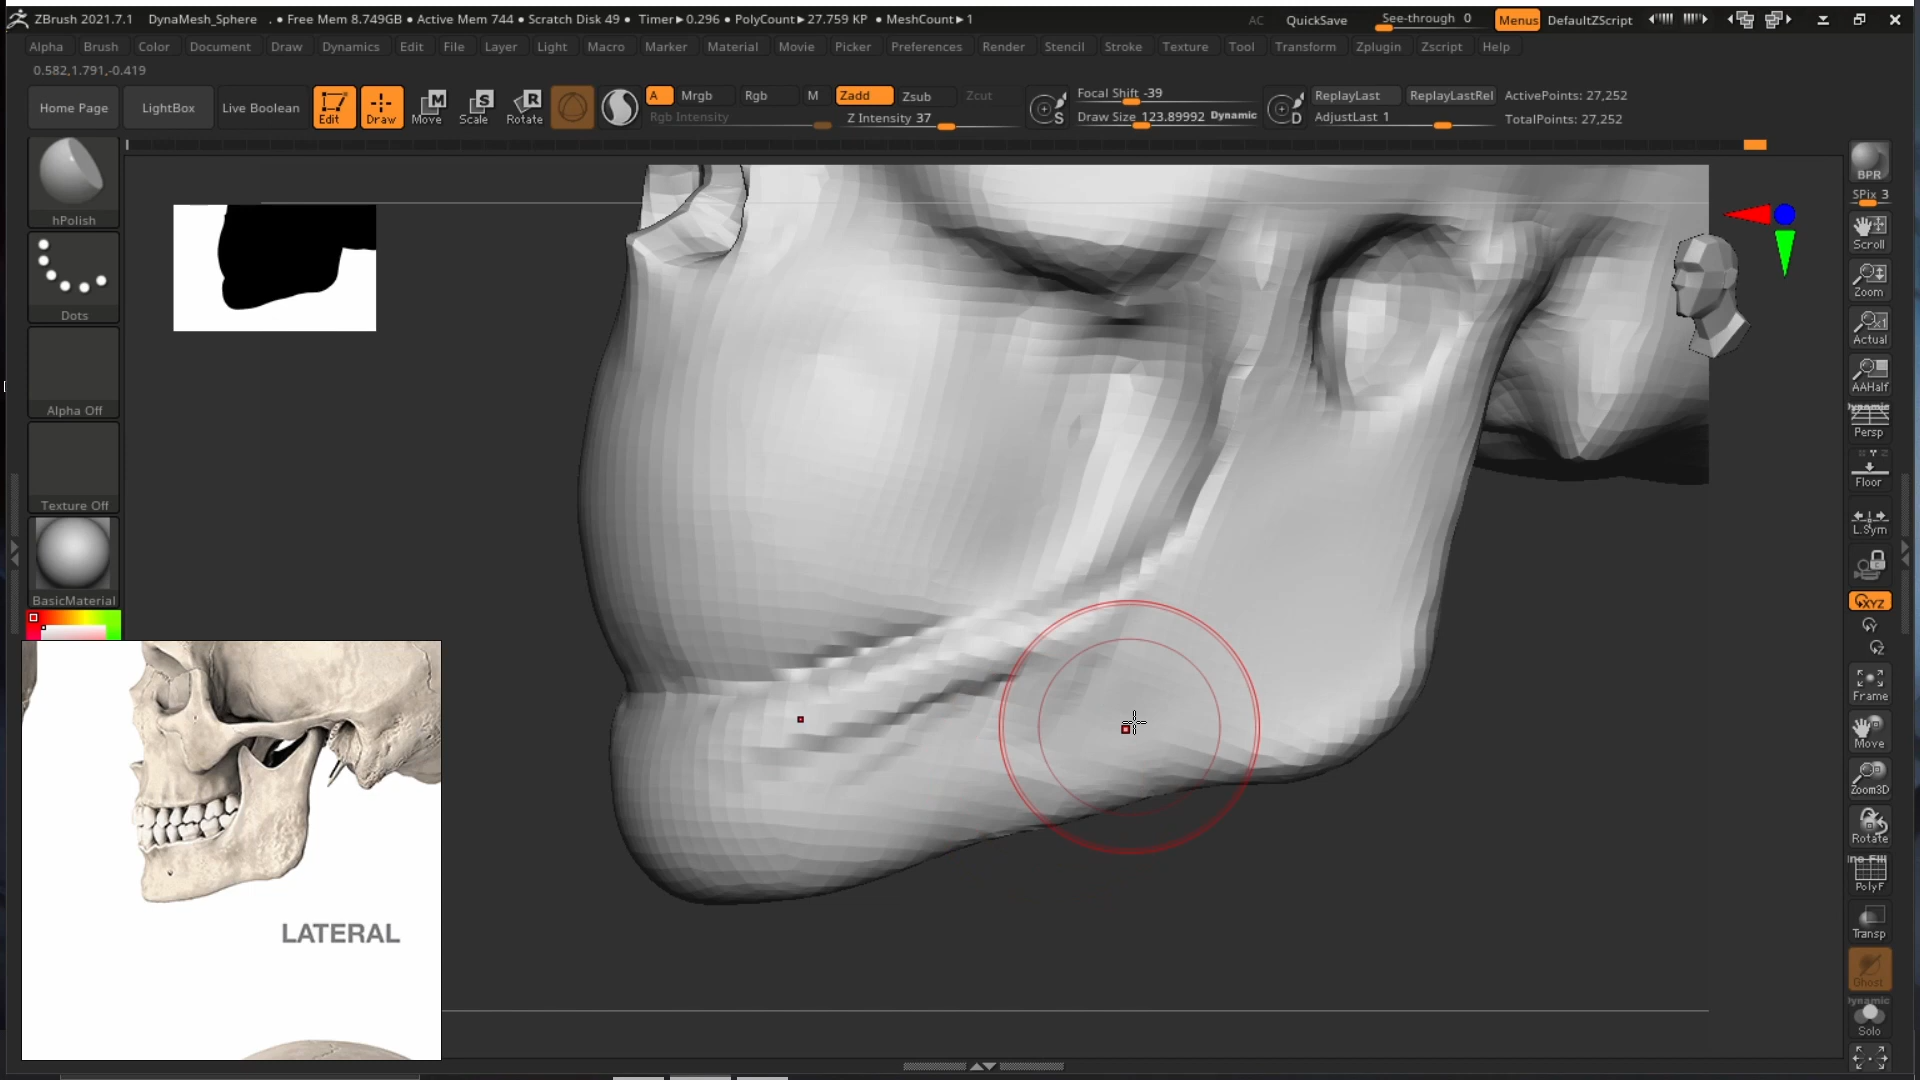 ZBrush 2021.7.1 DynaMesh_Sphere . • Free Mem 8.749GB • Active Mem 744 • Scratch Disk 49 • Timer▸0.296 • PolyCount▸27.759 KP • MeshCount▸1 AC QuickSave See-through 0 Menus DefaultZScript
Alpha Brush Color Document Draw Dynamics Edit File Layer Light Macro Marker Material Movie Picker Preferences Render Stencil Stroke Texture Tool Transform Zplugin Zscript Help
0.582,1.791,-0.419
Home Page LightBox Live Boolean Edit Draw Move Scale Rotate A Mrgb Rgb M Zadd Zsub Zcut Focal Shift -39 ReplayLast ReplayLastRel ActivePoints: 27,252
Rgb Intensity Z Intensity 37 S Draw Size 123.89992 Dynamic D AdjustLast 1 TotalPoints: 27,252
hPolish
Dots
Alpha Off
Texture Off
BasicMaterial
LATERAL
BPR
SPix 3
Scroll
Zoom
Actual
AAHalf
Dynamic
Persp
Floor
L.Sym
XYZ
Y
Z
Frame
Move
Zoom3D
Rotate
PolyF
Transp
Ghost
Dynamic
Solo